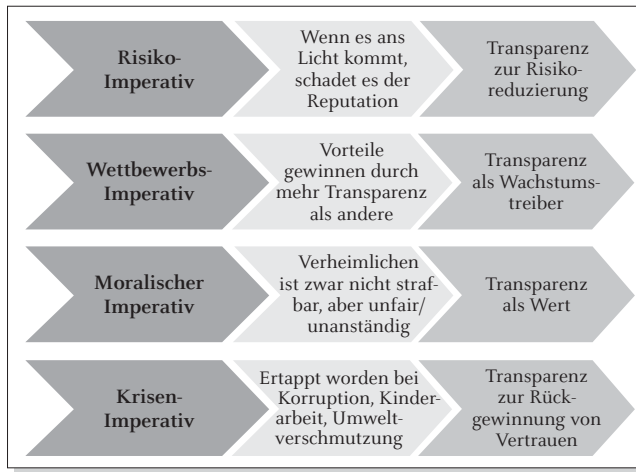 Risiko-
Imperativ
Wenn es ans
Licht kommt,
schadet es der
Reputation
Transparenz
zur Risiko-
reduzierung
Wettbewerbs-
Imperativ
Vorteile
gewinnen durch
mehr Transparenz
als andere
Transparenz
als Wachstums-
treiber
Moralischer
Imperativ
Verheimlichen
ist zwar nicht straf-
bar, aber unfair/
unanständig
Transparenz
als Wert
Krisen-
Imperativ
Ertappt worden bei
Korruption, Kinder-
arbeit, Umwelt-
verschmutzung
Transparenz
zur Rück-
gewinnung von
Vertrauen